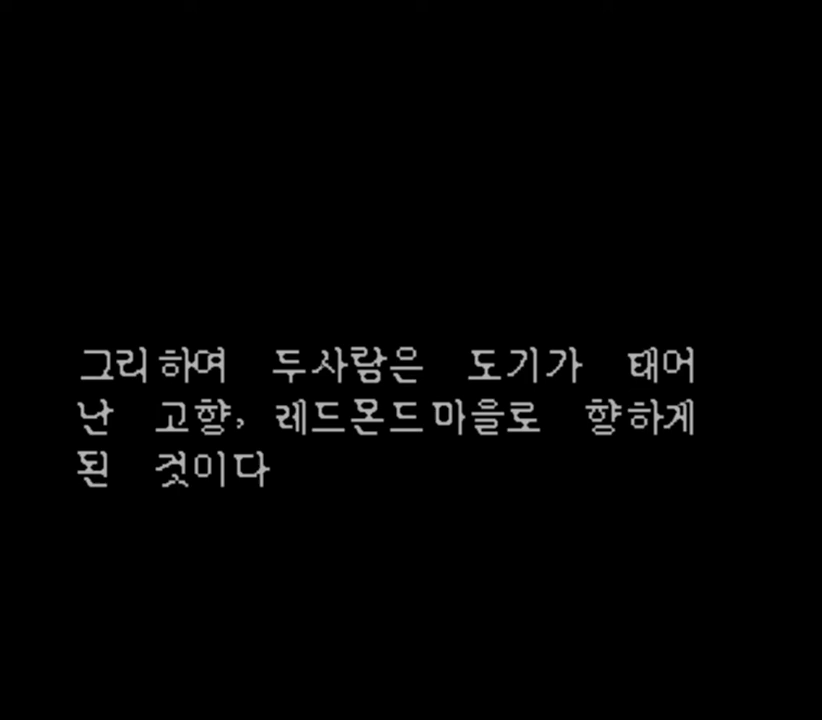 그리하여 두사람은 도기가 태어
난 고향, 레드몬드마을로 향하게
된 것이다